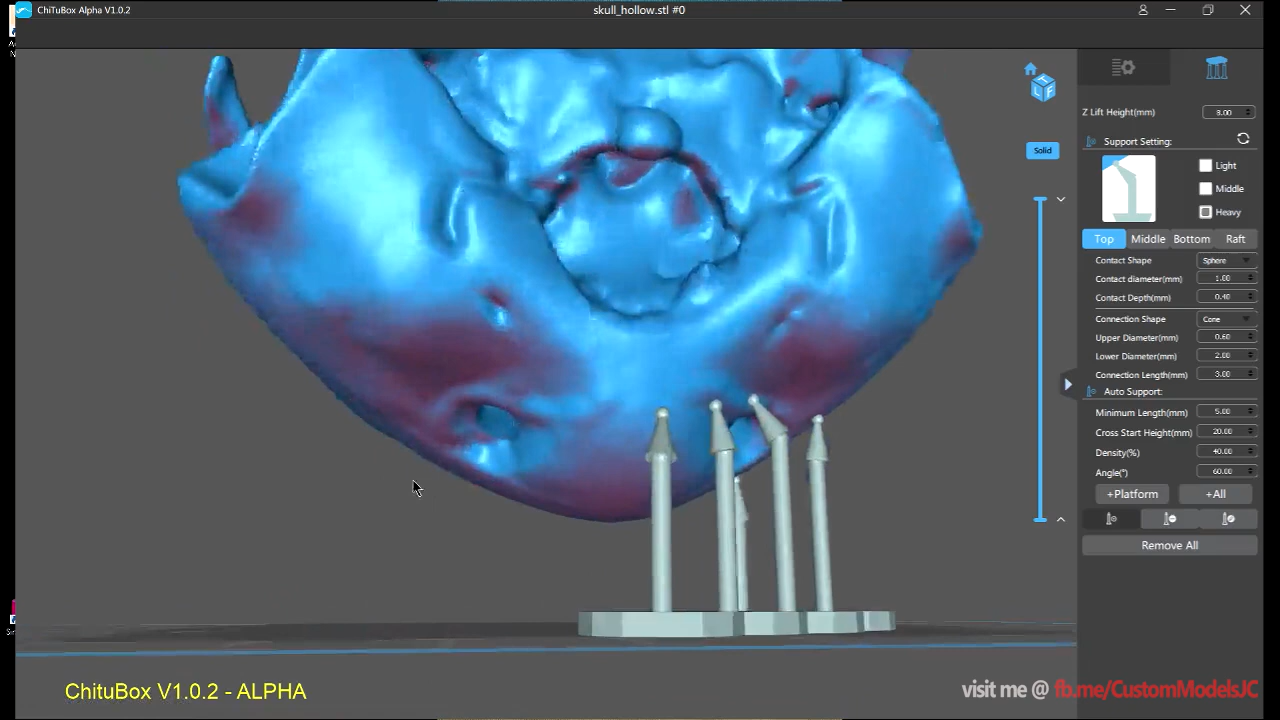 ChiTuBox Alpha V1.0.2
skull_hollow.stl #0
Z Lift Height(mm) 8.00
Support Setting:
Light
Middle
Heavy
Top Middle Bottom Raft
Contact Shape Sphere
Contact diameter(mm) 1.00
Contact Depth(mm) 0.40
Connection Shape Cone
Upper Diameter(mm) 0.60
Lower Diameter(mm) 2.00
Connection Length(mm) 3.00
Auto Support:
Minimum Length(mm) 5.00
Cross Start Height(mm) 20.00
Density(%) 40.00
Angle(°) 60.00
+Platform +All
Remove All
Solid
L F
ChituBox V1.0.2 - ALPHA
visit me @ fb.me/CustomModelsJC